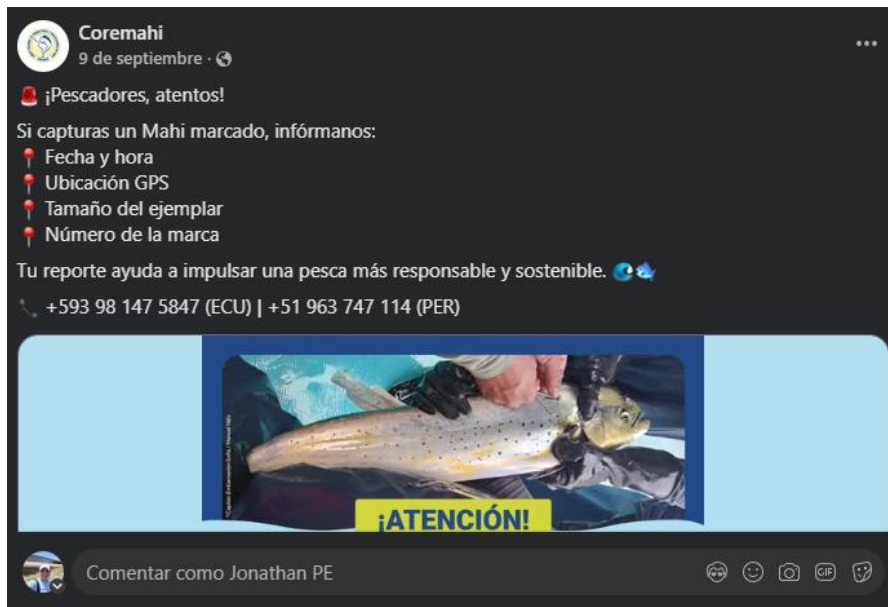 Coremahi
9 de septiembre ·
¡Pescadores, atentos!
Si capturas un Mahi marcado, infórmanos:
Fecha y hora
Ubicación GPS
Tamaño del ejemplar
Número de la marca
Tu reporte ayuda a impulsar una pesca más responsable y sostenible.
+593 98 147 5847 (ECU) | +51 963 747 114 (PER)
¡ATENCIÓN!
Comentar como Jonathan PE
GIF